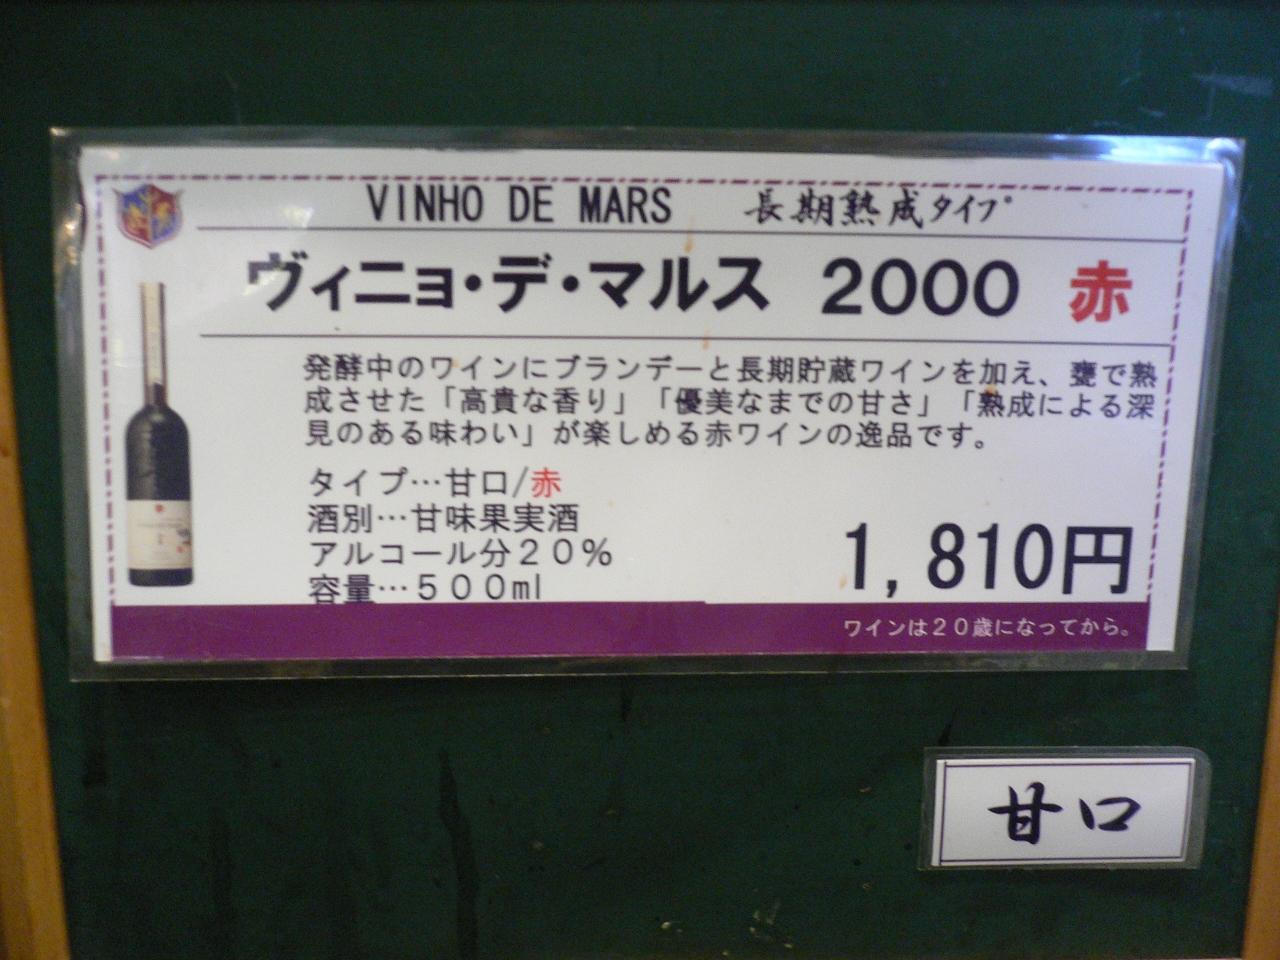 VINHO DE MARS 長期熟成タイプ
ヴィニョ・デ・マルス 2000 赤
発酵中のワインにブランデーと長期貯蔵ワインを加え、甕で熟
成させた「高貴な香り」「優美なまでの甘さ」「熟成による深
見のある味わい」が楽しめる赤ワインの逸品です。
タイプ…甘口/赤
酒別…甘味果実酒
アルコール分20%
容量…500ml
1,810円
ワインは20歳になってから。
甘口